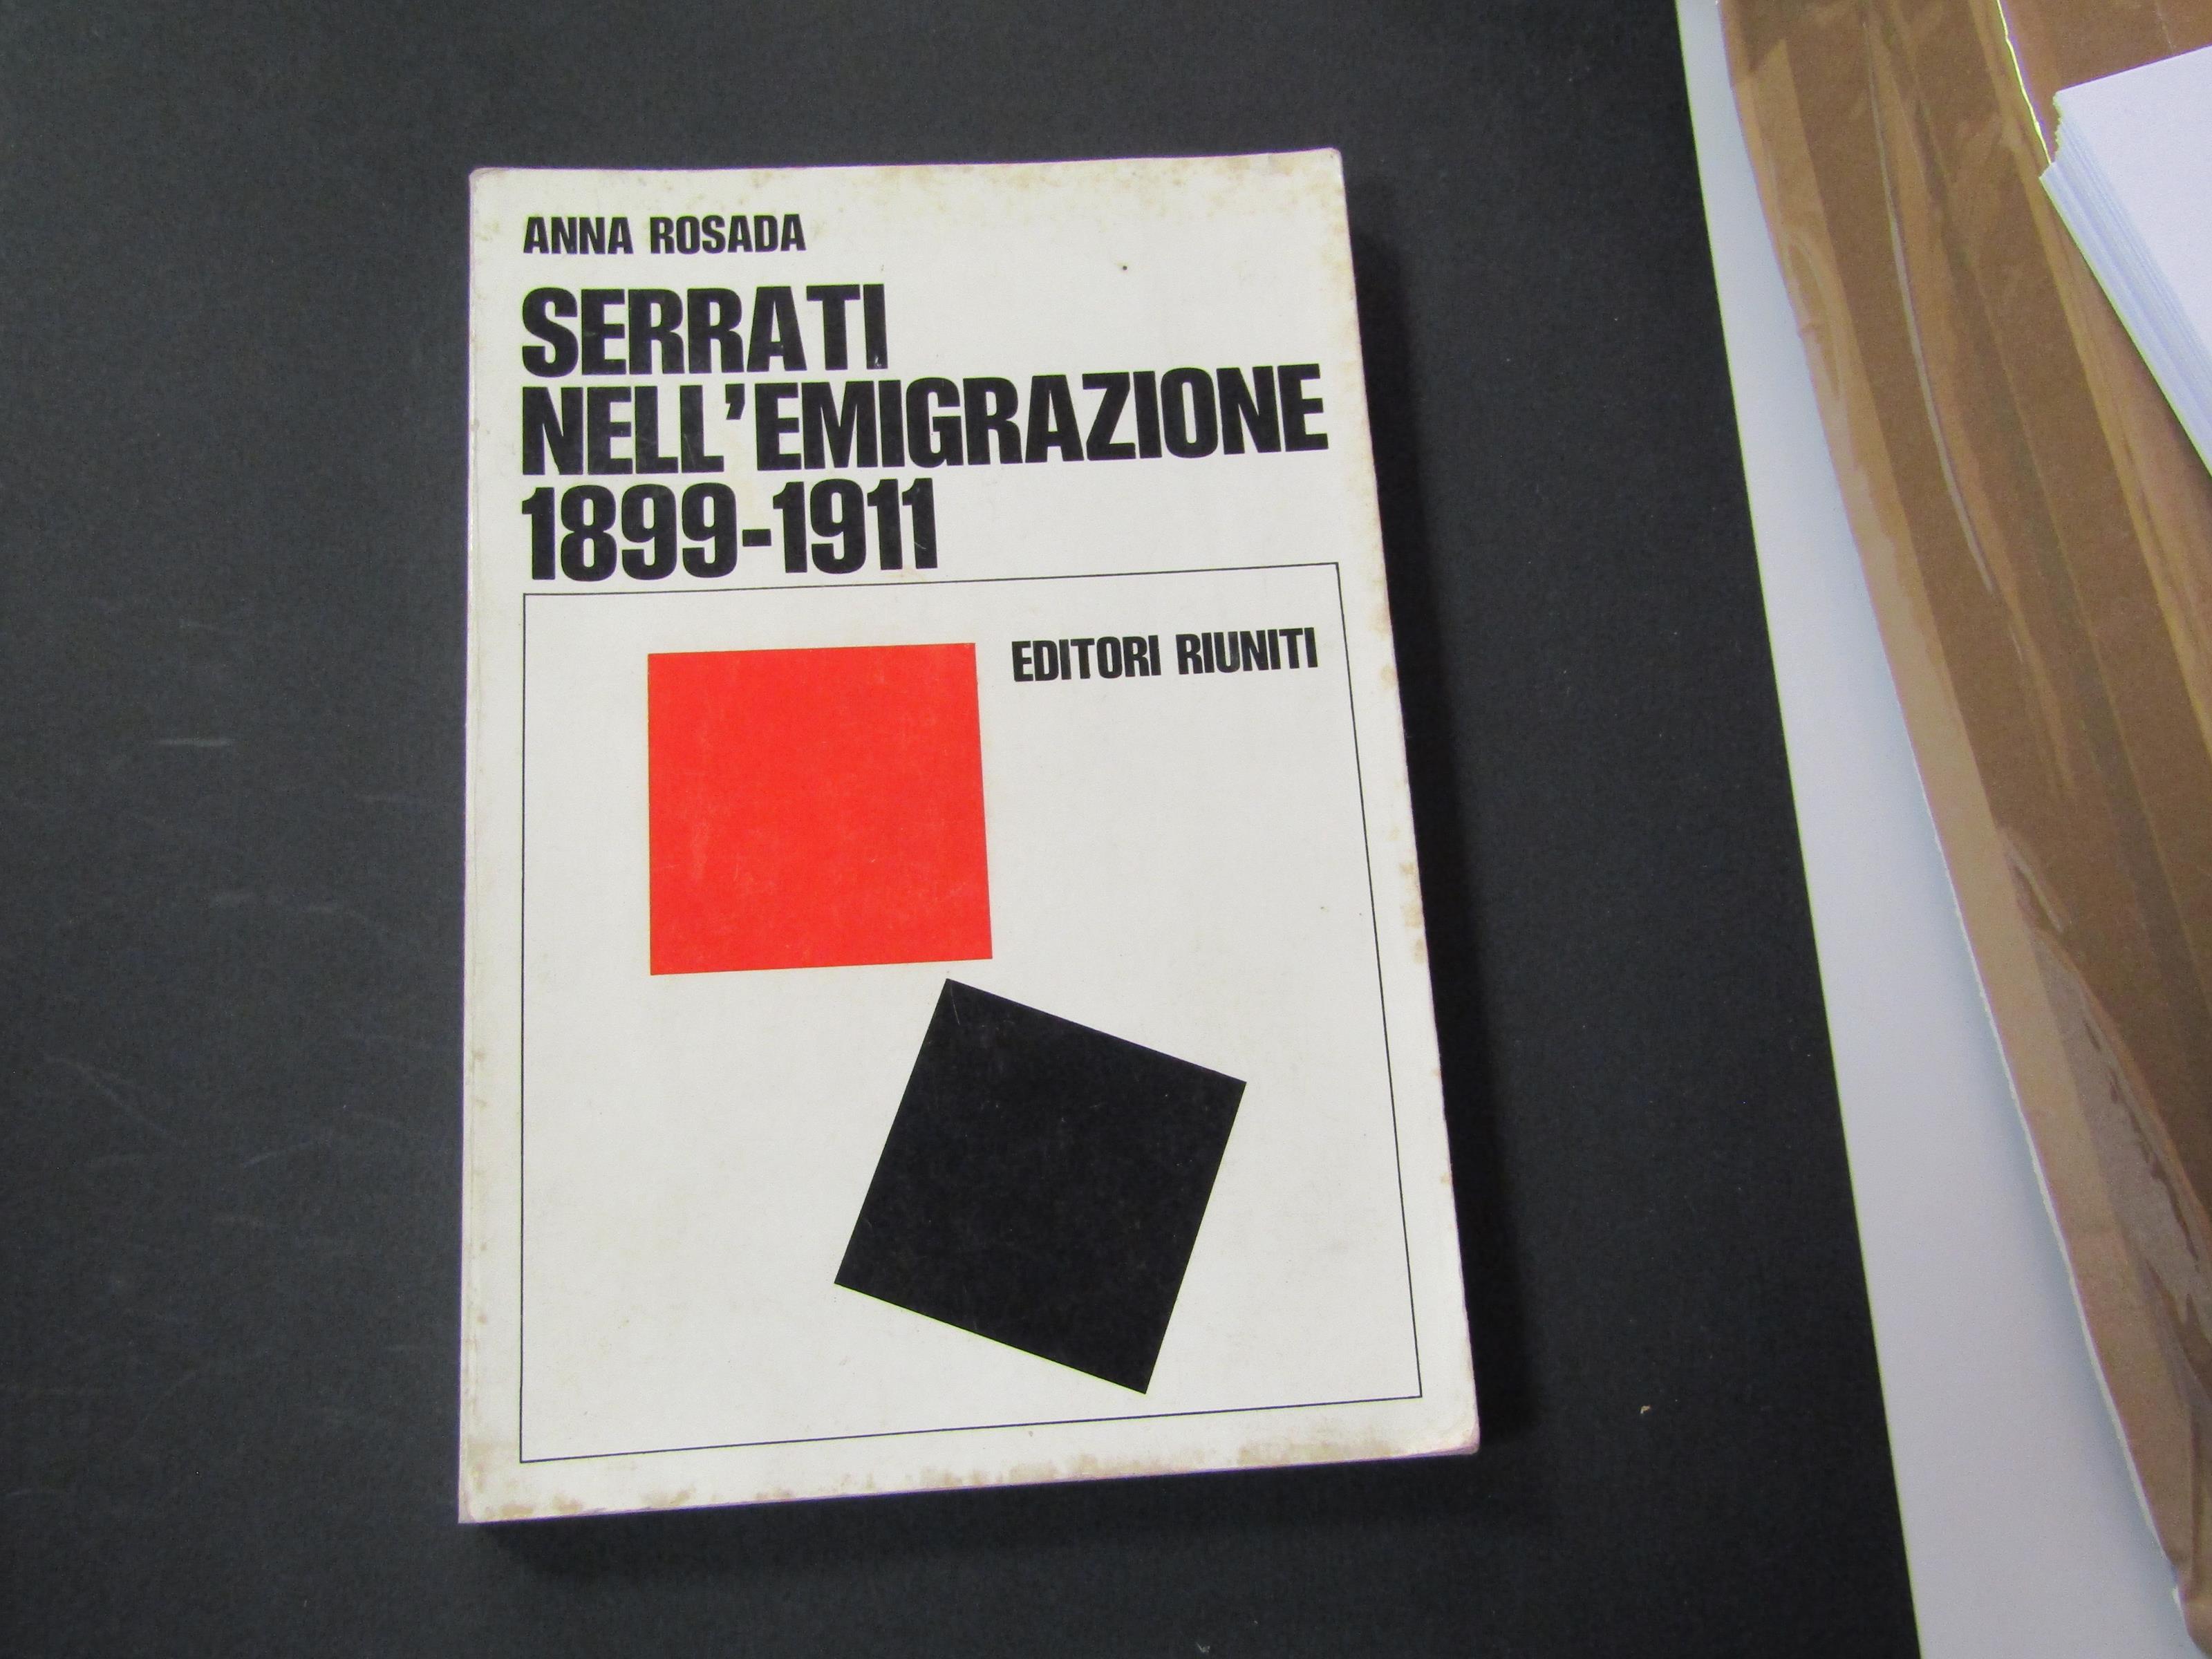 ANNA ROSADA
SERRATI
NELL'EMIGRAZIONE
1899-1911
EDITORI RIUNITI